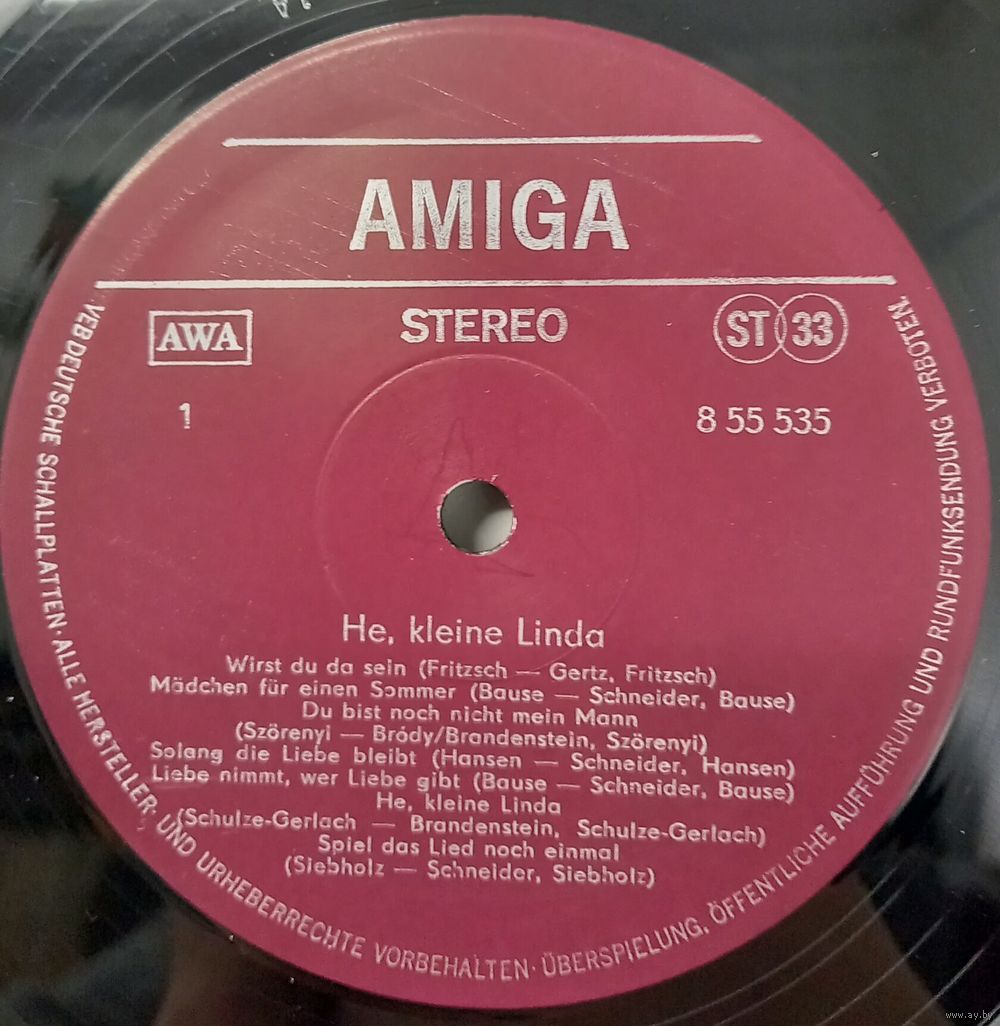 AMIGA
AWA
STEREO
ST 33
1
8 55 535
He, kleine Linda
Wirst du da sein (Fritzsch — Gertz, Fritzsch)
Mädchen für einen Sommer (Bause — Schneider, Bause)
Du bist noch nicht mein Mann
(Szörenyi — Bródy/Brandenstein, Szörenyi)
Solang die Liebe bleibt (Hansen — Schneider, Hansen)
Liebe nimmt, wer Liebe gibt (Bause — Schneider, Bause)
He, kleine Linda
(Schulze-Gerlach — Brandenstein, Schulze-Gerlach)
Spiel das Lied noch einmal
(Siebholz — Schneider, Siebholz)
VEB DEUTSCHE SCHALLPLATTEN · ALLE HERSTELLER- UND URHEBERRECHTE VORBEHALTEN · ÜBERSPIELUNG, ÖFFENTLICHE AUFFÜHRUNG UND RUNDFUNKSENDUNG VERBOTEN.
www.ay.by